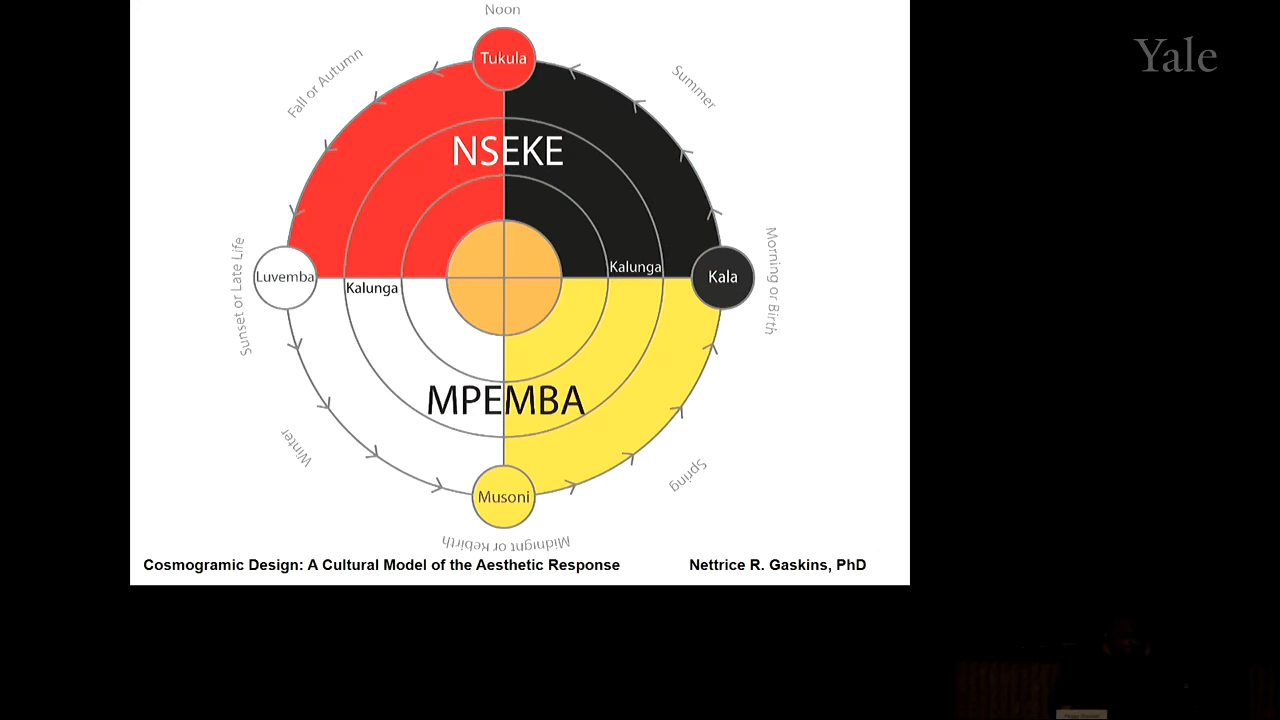 Noon
Yale
Tukula
Fall or Autumn
Summer
NSEKE
Kalunga
Luvemba
Kala
Kalunga
Sunset or Late Life
Morning or Birth
MPEMBA
Winter
Spring
Musoni
Midnight or Rebirth
Cosmogramic Design: A Cultural Model of the Aesthetic Response
Nettrice R. Gaskins, PhD